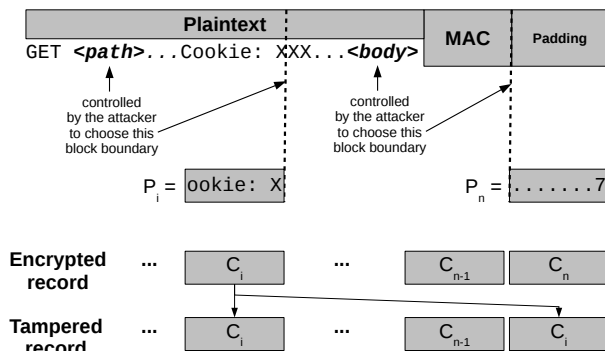 Plaintext
MAC
Padding
GET <path>...Cookie: XXX...<body>
controlled
by the attacker
to choose this
block boundary
controlled
by the attacker
to choose this
block boundary
Pi = ookie: X
Pn = .......7
Encrypted
record
... Ci ... Cn-1 Cn
Tampered
record
... Ci ... Cn-1 Ci